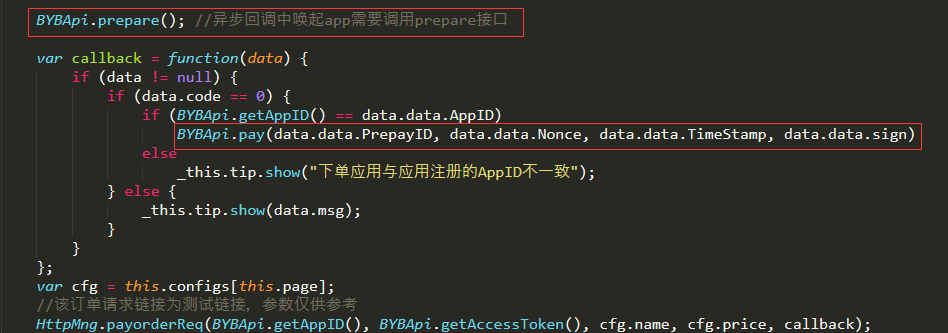 BYBApi.prepare(); //异步回调中唤起app需要调用prepare接口
var callback = function(data) {
if (data != null) {
if (data.code == 0) {
if (BYBApi.getAppID() == data.data.AppID)
BYBApi.pay(data.data.PrepayID, data.data.Nonce, data.data.TimeStamp, data.data.sign)
else
_this.tip.show("下单应用与应用注册的AppID不一致");
} else {
_this.tip.show(data.msg);
}
}
};
var cfg = this.configs[this.page];
//该订单请求链接为测试链接, 参数仅供参考
HttpMng.payorderReq(BYBApi.getAppID(), BYBApi.getAccessToken(), cfg.name, cfg.price, callback);